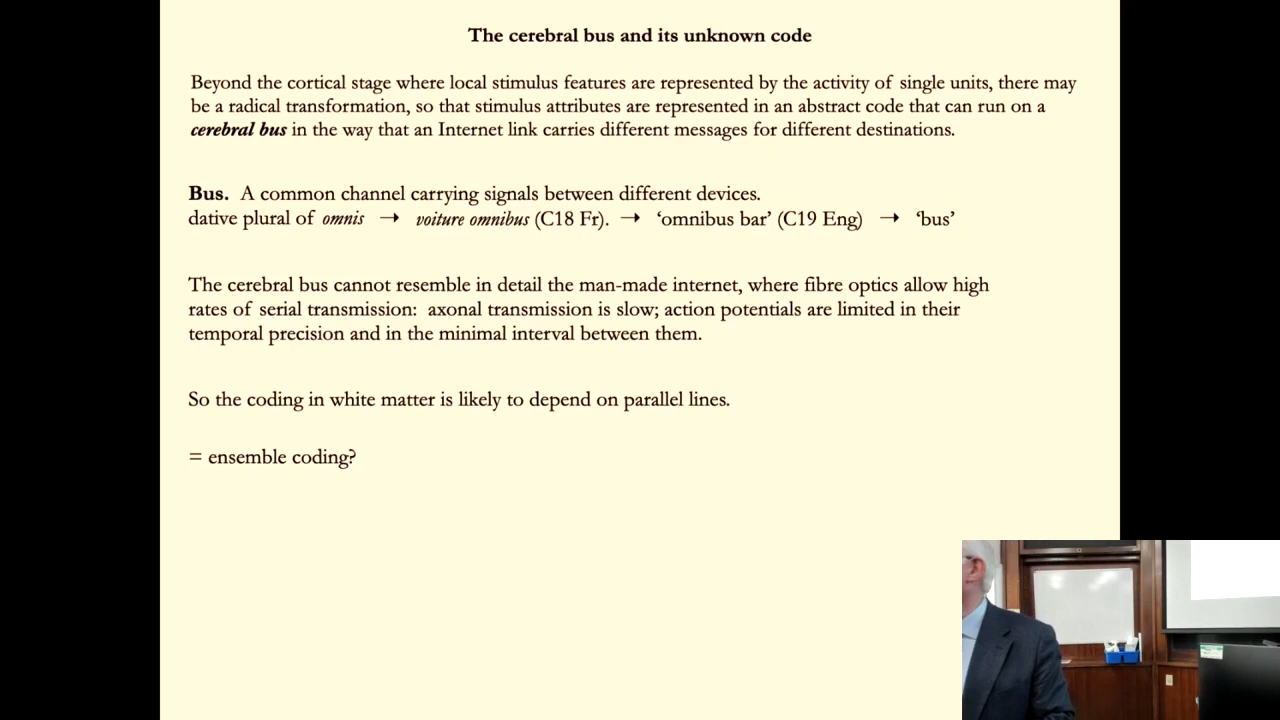 The cerebral bus and its unknown code
Beyond the cortical stage where local stimulus features are represented by the activity of single units, there may
be a radical transformation, so that stimulus attributes are represented in an abstract code that can run on a
cerebral bus in the way that an Internet link carries different messages for different destinations.
Bus. A common channel carrying signals between different devices.
dative plural of omnis → voiture omnibus (C18 Fr). → ‘omnibus bar’ (C19 Eng) → ‘bus’
The cerebral bus cannot resemble in detail the man-made internet, where fibre optics allow high
rates of serial transmission: axonal transmission is slow; action potentials are limited in their
temporal precision and in the minimal interval between them.
So the coding in white matter is likely to depend on parallel lines.
= ensemble coding?